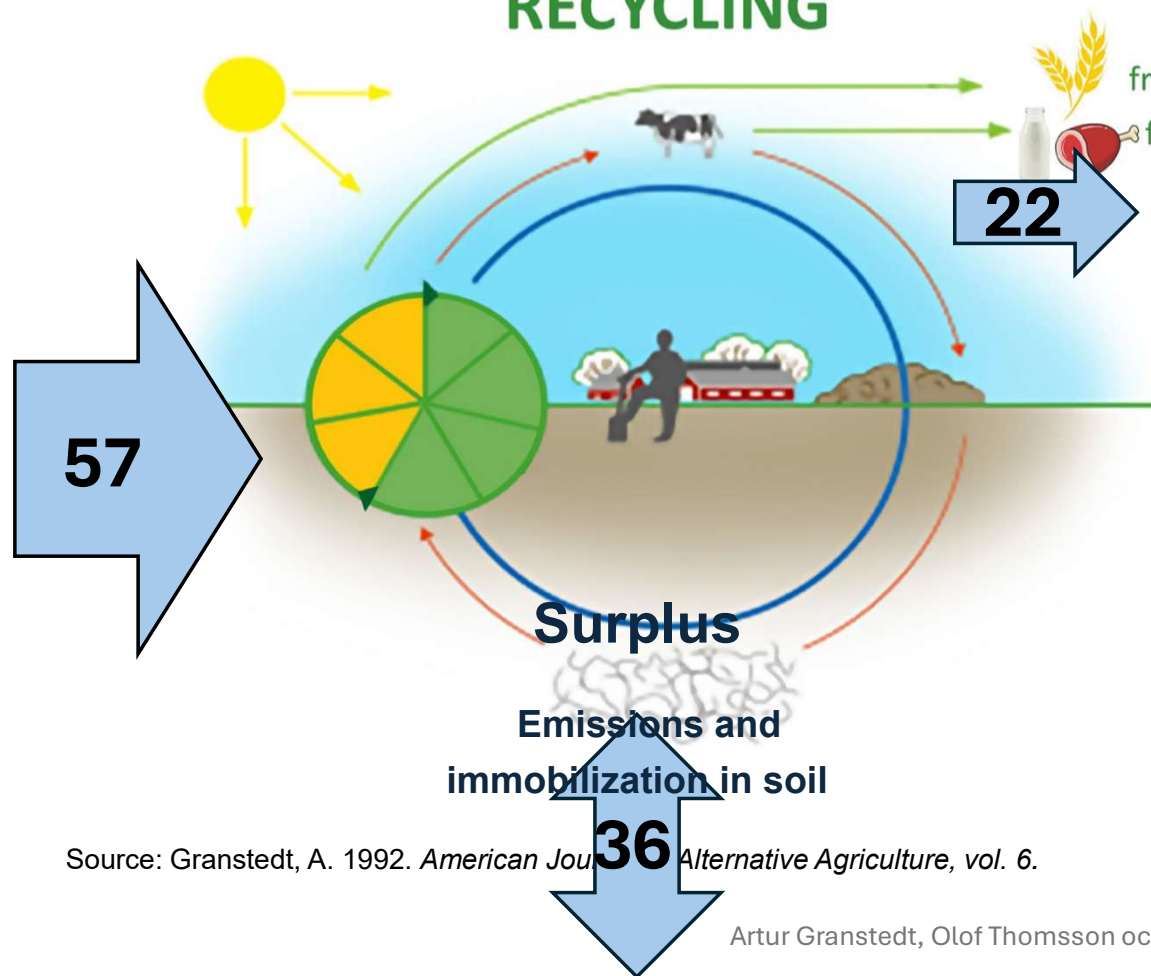 RECYCLING
fr
f
22
57
Surplus
Emissions and
immobilization in soil
36
Source: Granstedt, A. 1992. American Jou Alternative Agriculture, vol. 6.
Artur Granstedt, Olof Thomsson oc